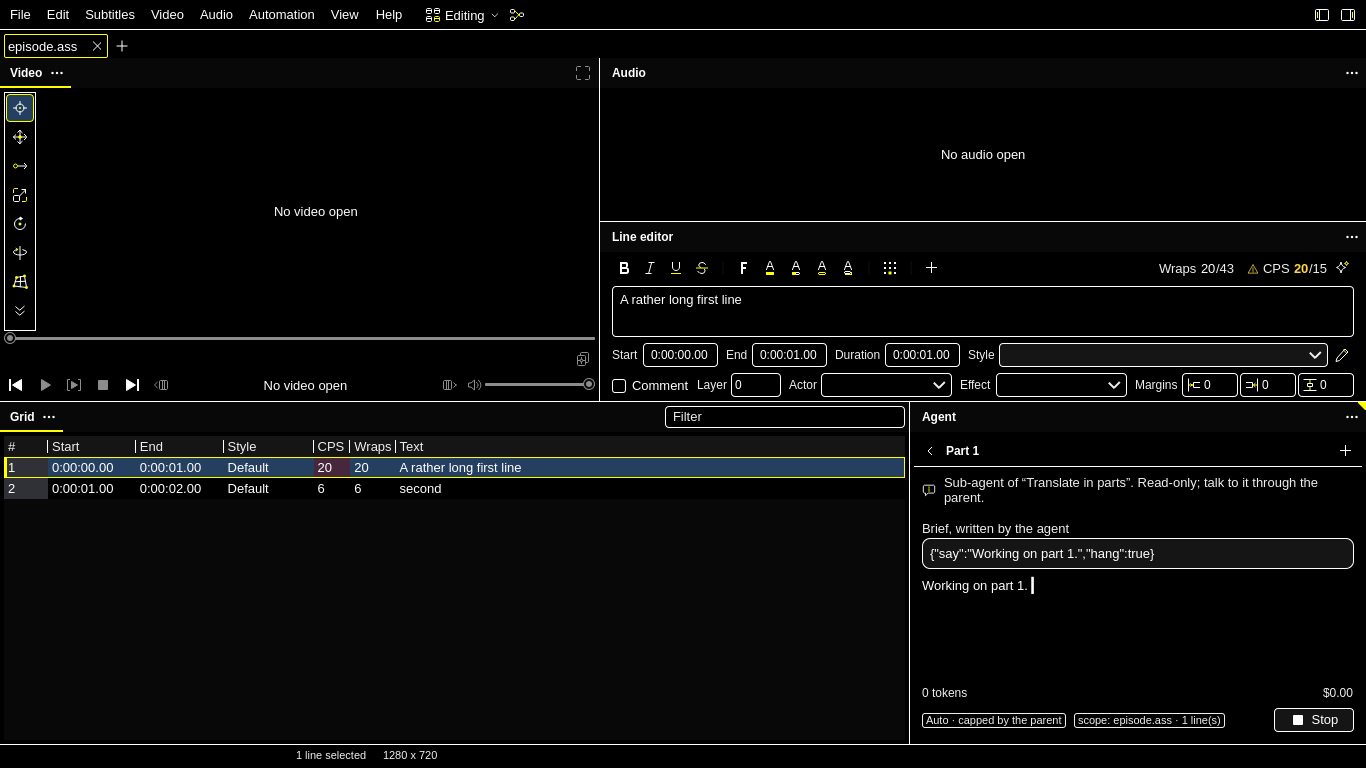 File Edit Subtitles Video Audio Automation View Help Editing
episode.ass
Video
No video open
No video open
Audio
No audio open
Line editor
B I U S F A A A A Wraps 20/43 CPS 20/15
A rather long first line
Start 0:00:00.00 End 0:00:01.00 Duration 0:00:01.00 Style
Comment Layer 0 Actor Effect Margins 0 0 0
Grid Filter
# Start End Style CPS Wraps Text
1 0:00:00.00 0:00:01.00 Default 20 20 A rather long first line
2 0:00:01.00 0:00:02.00 Default 6 6 second
Agent
Part 1
Sub-agent of “Translate in parts”. Read-only; talk to it through the
parent.
Brief, written by the agent
{"say":"Working on part 1.","hang":true}
Working on part 1.
0 tokens $0.00
Auto · capped by the parent scope: episode.ass · 1 line(s) Stop
1 line selected 1280 x 720